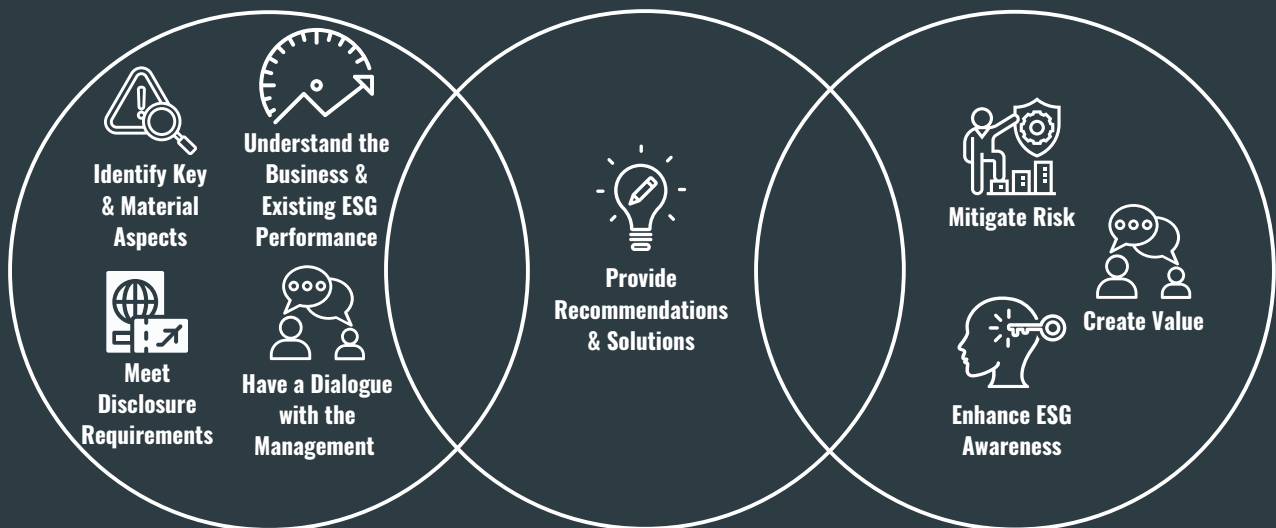 Identify Key
& Material
Aspects
Understand the
Business &
Existing ESG
Performance
Meet
Disclosure
Requirements
Have a Dialogue
with the
Management
Provide
Recommendations
& Solutions
Mitigate Risk
Create Value
Enhance ESG
Awareness